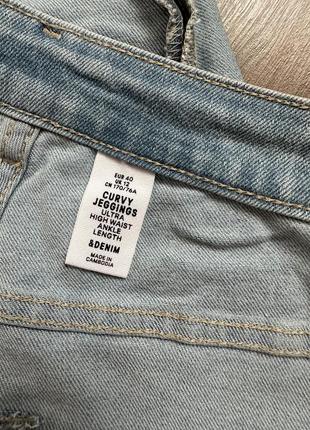 EUR 40
UK 12
CN 170/76A
CURVY
JEGGINGS
ULTRA
HIGH WAIST
ANKLE
LENGTH
&DENIM
MADE IN
CAMBODIA